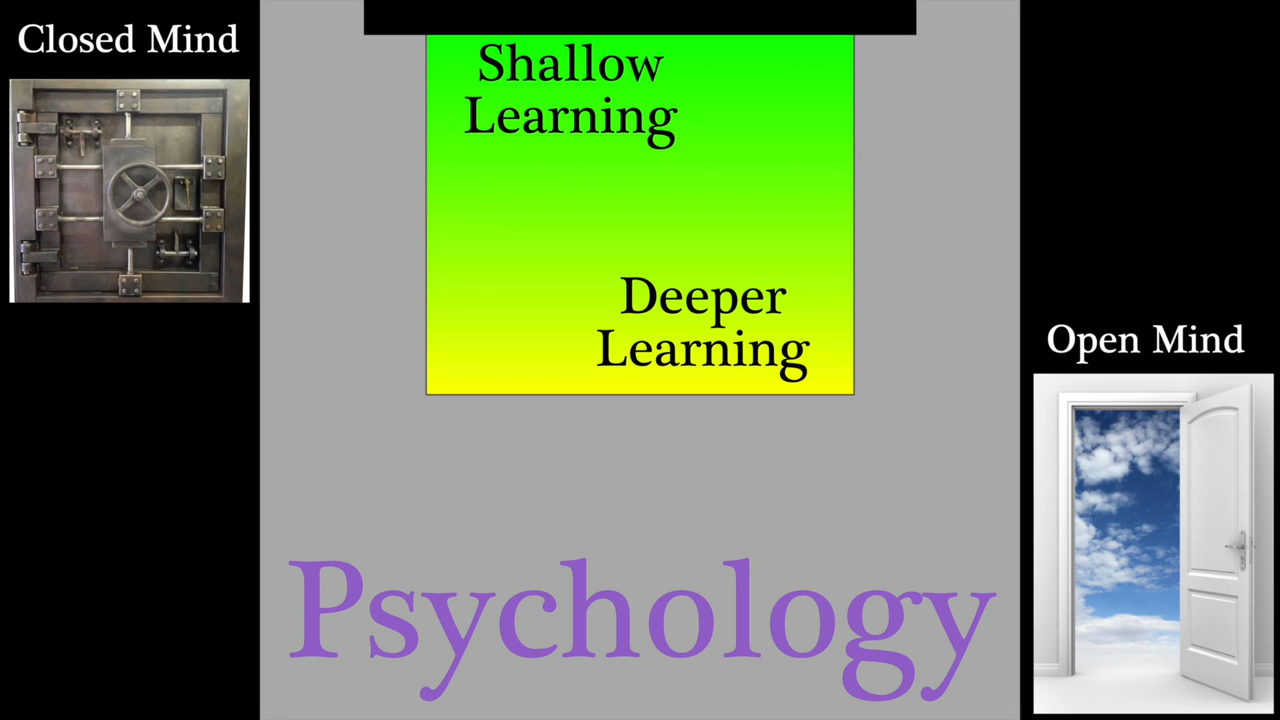 Closed Mind
Shallow
Learning
Deeper
Learning
Open Mind
Psychology